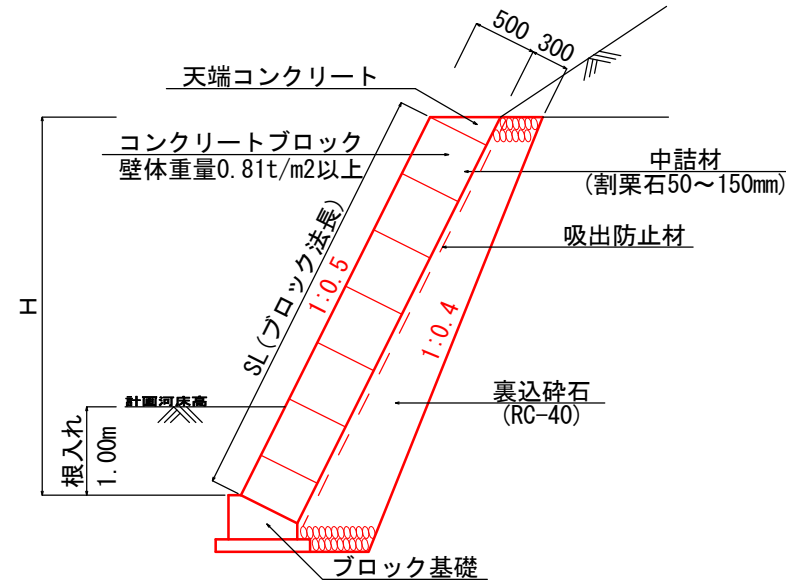 500
300
天端コンクリート
コンクリートブロック
壁体重量0.81t/m2以上
中詰材
(割栗石50～150mm)
吸出防止材
SL(ブロック法長)
1:0.5
1:0.4
H
計画河床高
根入れ
1.00m
裏込砕石
(RC-40)
ブロック基礎